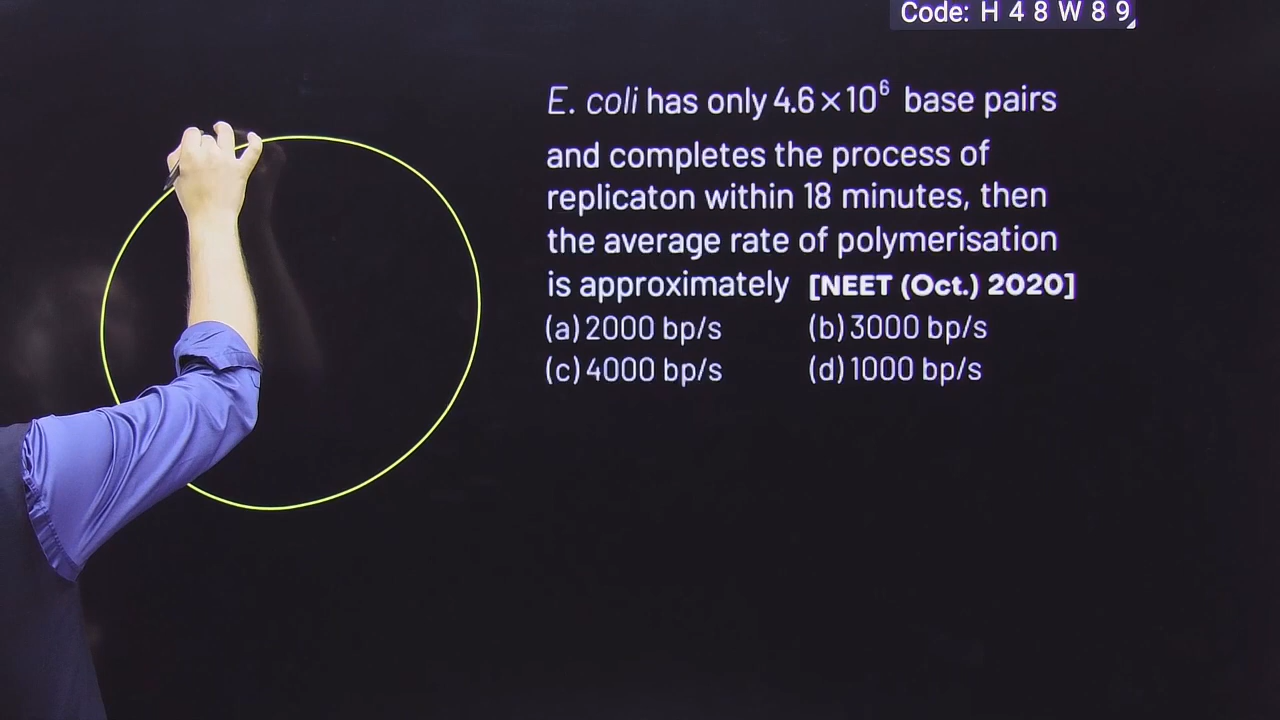 Code: H 4 8 W 8 9
E. coli has only 4.6×10⁶ base pairs
and completes the process of
replicaton within 18 minutes, then
the average rate of polymerisation
is approximately [NEET (Oct.) 2020]
(a) 2000 bp/s (b) 3000 bp/s
(c) 4000 bp/s (d) 1000 bp/s